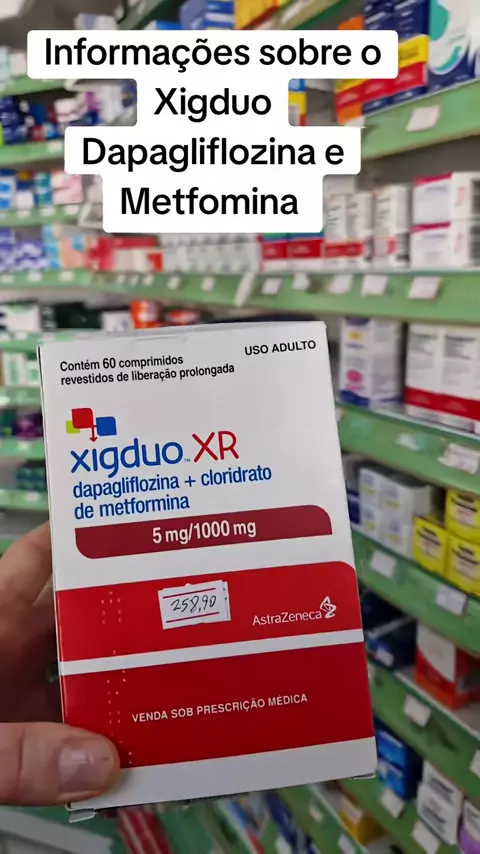 Informações sobre o
Xigduo
Dapagliflozina e
Metfomina
Contém 60 comprimidos
revestidos de liberação prolongada
USO ADULTO
xigduo™ XR
dapagliflozina + cloridrato
de metformina
5 mg/1000 mg
258,90
AstraZeneca
VENDA SOB PRESCRIÇÃO MÉDICA